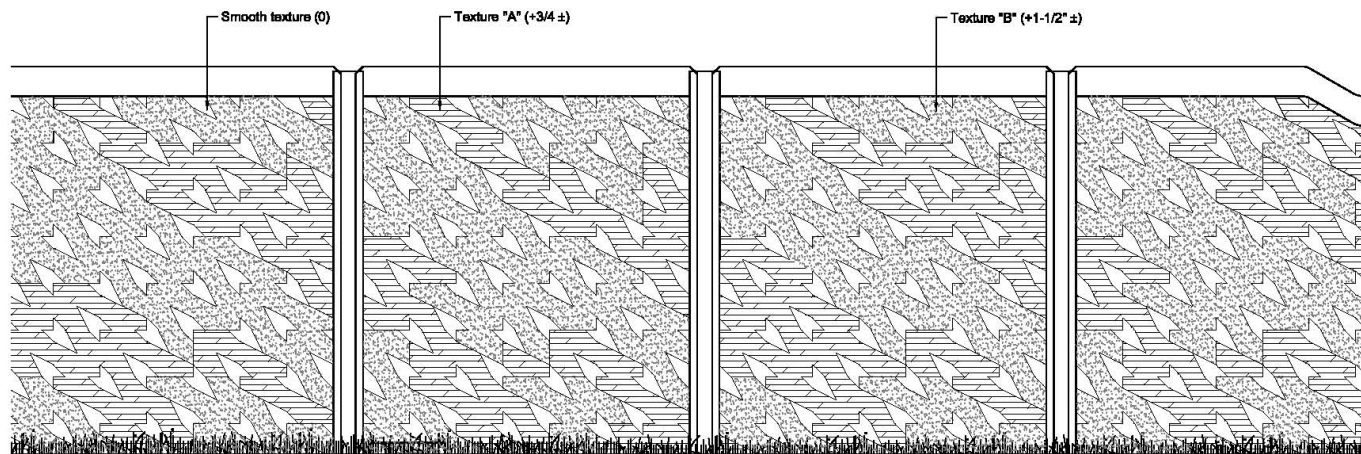 Smooth texture (0)
Texture "A" (+3/4 ±)
Texture "B" (+1-1/2" ±)